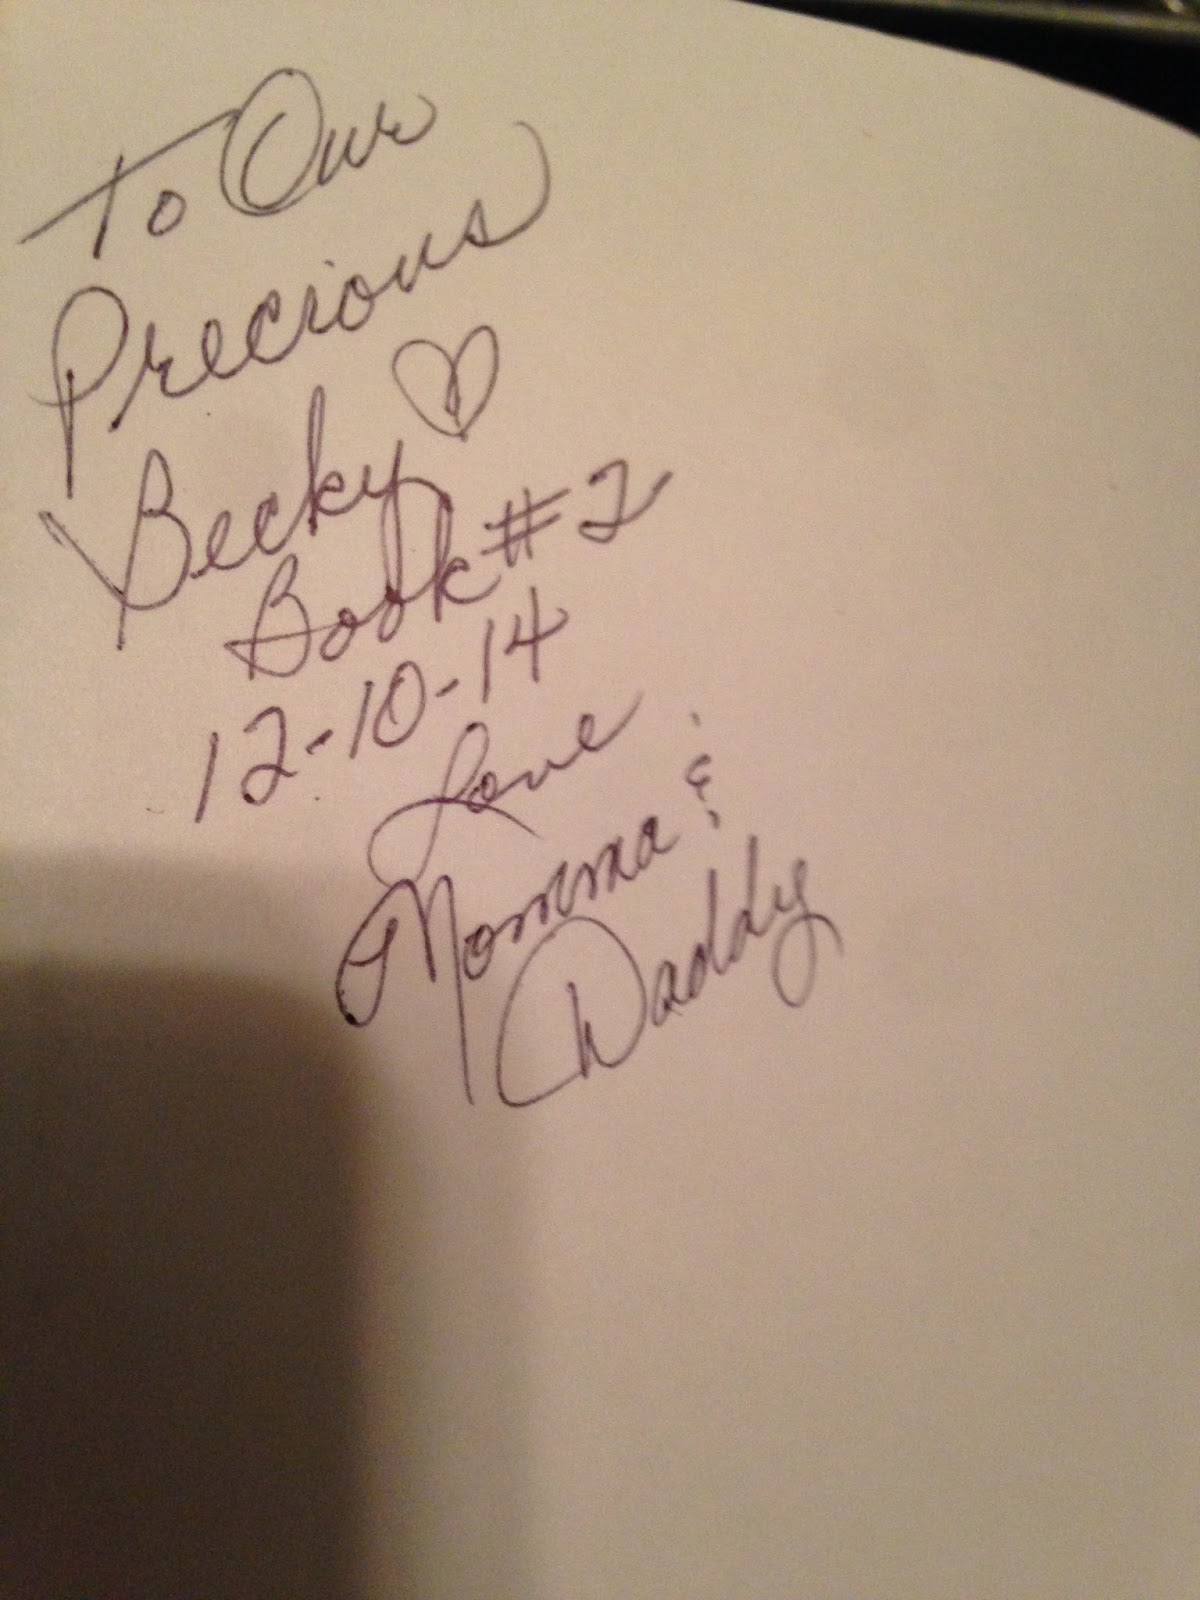 To Our
Precious
Becky ♡
Book #2
12-10-14
Love
Momma &
Daddy